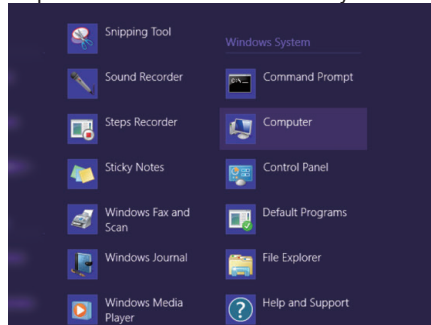 Snipping Tool
Sound Recorder
Steps Recorder
Sticky Notes
Windows Fax and
Scan
Windows Journal
Windows Media
Player
Windows System
Command Prompt
Computer
Control Panel
Default Programs
File Explorer
Help and Support